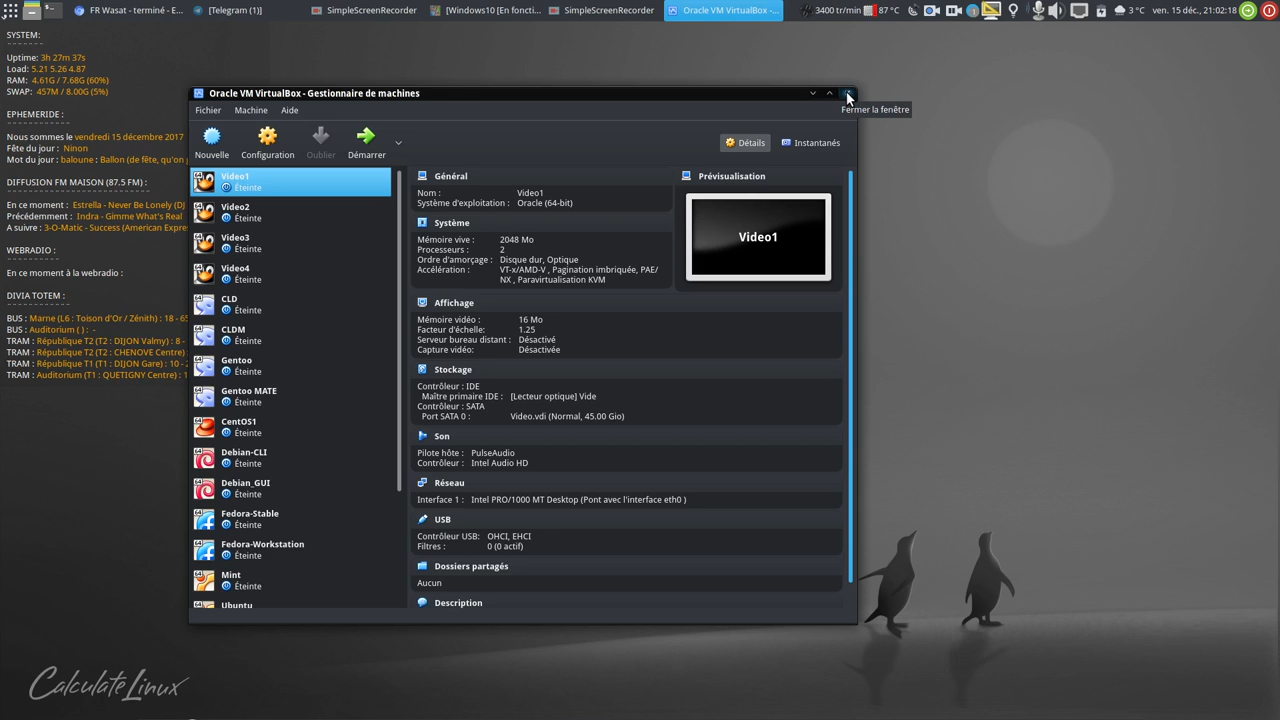 FR Wasat - terminé - E...
[Telegram (1)]
SimpleScreenRecorder
[Windows10 [En foncti...
SimpleScreenRecorder
Oracle VM VirtualBox -...
3400 tr/min
87 °C
3 °C
ven. 15 déc., 21:02:18
SYSTEM:
Uptime: 3h 27m 37s
Load: 5.21 5.26 4.87
RAM: 4.61G / 7.68G (60%)
SWAP: 457M / 8.00G (5%)
EPHEMERIDE :
Nous sommes le vendredi 15 décembre 2017
Fête du jour : Ninon
Mot du jour : baloune : Ballon (de fête, qu'on g
DIFFUSION FM MAISON (87.5 FM) :
En ce moment : Estrella - Never Be Lonely (DJ
Précédemment : Indra - Gimme What's Real
A suivre : 3-O-Matic - Success (American Expre
WEBRADIO :
En ce moment à la webradio :
DIVIA TOTEM :
BUS : Marne (L6 : Toison d'Or / Zénith) : 18 - 65
BUS : Auditorium ( ) : -
TRAM : République T2 (T2 : DIJON Valmy) : 8 -
TRAM : République T2 (T2 : CHENOVE Centre) :
TRAM : République T1 (T1 : DIJON Gare) : 10 - 2
TRAM : Auditorium (T1 : QUETIGNY Centre) : 1
Oracle VM VirtualBox - Gestionnaire de machines
Fermer la fenêtre
Fichier Machine Aide
Nouvelle Configuration Oublier Démarrer
Détails Instantanés
Video1
Éteinte
Video2
Éteinte
Video3
Éteinte
Video4
Éteinte
CLD
Éteinte
CLDM
Éteinte
Gentoo
Éteinte
Gentoo MATE
Éteinte
CentOS1
Éteinte
Debian-CLI
Éteinte
Debian_GUI
Éteinte
Fedora-Stable
Éteinte
Fedora-Workstation
Éteinte
Mint
Éteinte
Ubuntu
Général
Nom : Video1
Système d'exploitation : Oracle (64-bit)
Prévisualisation
Video1
Système
Mémoire vive : 2048 Mo
Processeurs : 2
Ordre d'amorçage : Disque dur, Optique
Accélération : VT-x/AMD-V , Pagination imbriquée, PAE/
NX , Paravirtualisation KVM
Affichage
Mémoire vidéo : 16 Mo
Facteur d'échelle: 1.25
Serveur bureau distant : Désactivé
Capture vidéo: Désactivée
Stockage
Contrôleur : IDE
Maître primaire IDE : [Lecteur optique] Vide
Contrôleur : SATA
Port SATA 0 : Video.vdi (Normal, 45.00 Gio)
Son
Pilote hôte : PulseAudio
Contrôleur : Intel Audio HD
Réseau
Interface 1 : Intel PRO/1000 MT Desktop (Pont avec l'interface eth0 )
USB
Contrôleur USB: OHCI, EHCI
Filtres : 0 (0 actif)
Dossiers partagés
Aucun
Description
Calculate Linux